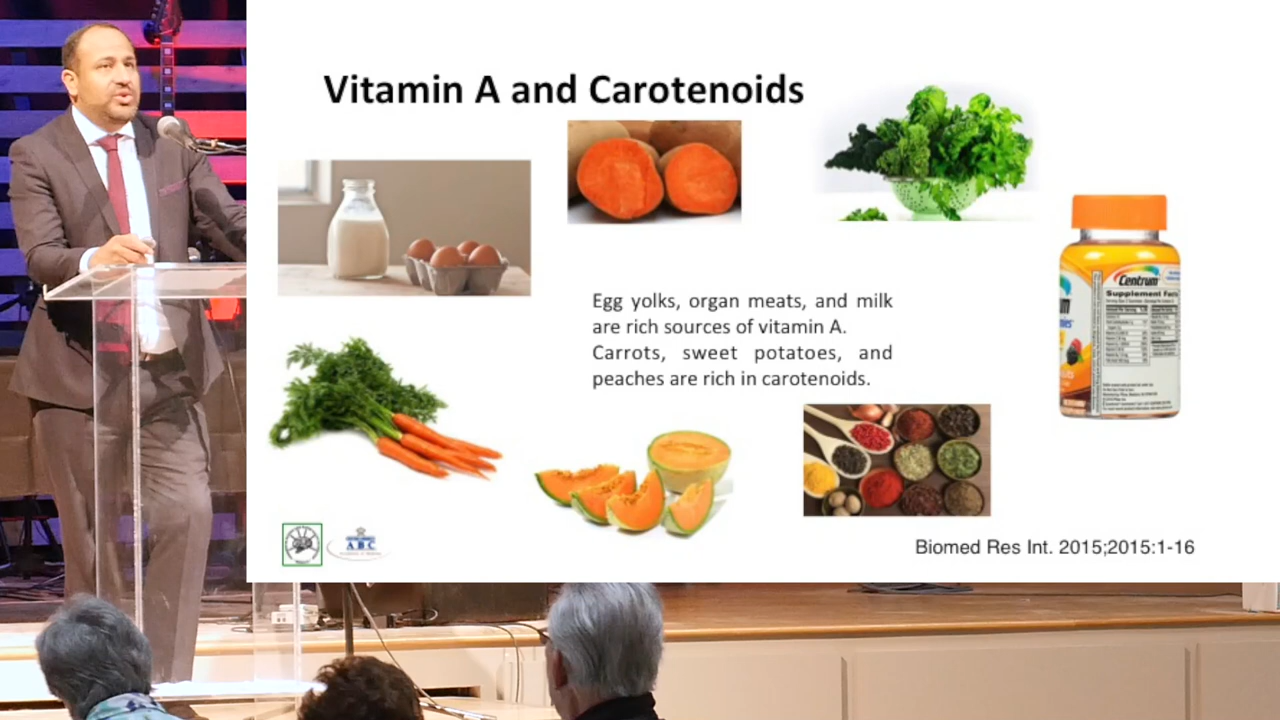 Vitamin A and Carotenoids
Egg yolks, organ meats, and milk
are rich sources of vitamin A.
Carrots, sweet potatoes, and
peaches are rich in carotenoids.
Centrum
Supplement Facts
ABC
Biomed Res Int. 2015;2015:1-16